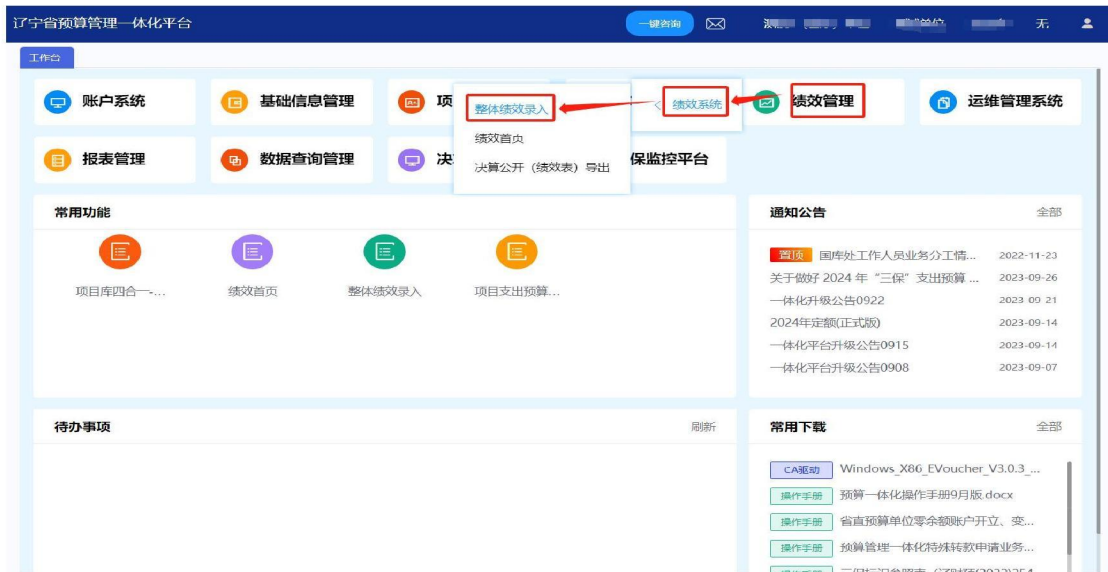 辽宁省预算管理一体化平台
一键咨询
无
工作台
账户系统
基础信息管理
项
绩效系统
绩效管理
运维管理系统
整体绩效录入
绩效首页
决算公开（绩效表）导出
报表管理
数据查询管理
决
保监控平台
常用功能
项目库四合一-...
绩效首页
整体绩效录入
项目支出预算...
通知公告
全部
置顶 国库处工作人员业务分工情... 2022-11-23
关于做好 2024 年 “三保” 支出预算 ... 2023-09-26
一体化升级公告0922 2023-09-21
2024年定额(正式版) 2023-09-14
一体化平台升级公告0915 2023-09-14
一体化平台升级公告0908 2023-09-07
待办事项
刷新
常用下载
全部
CA驱动 Windows_X86_EVoucher_V3.0.3_...
操作手册 预算一体化操作手册9月版.docx
操作手册 省直预算单位零余额账户开立、变...
操作手册 预算管理一体化特殊转款申请业务...